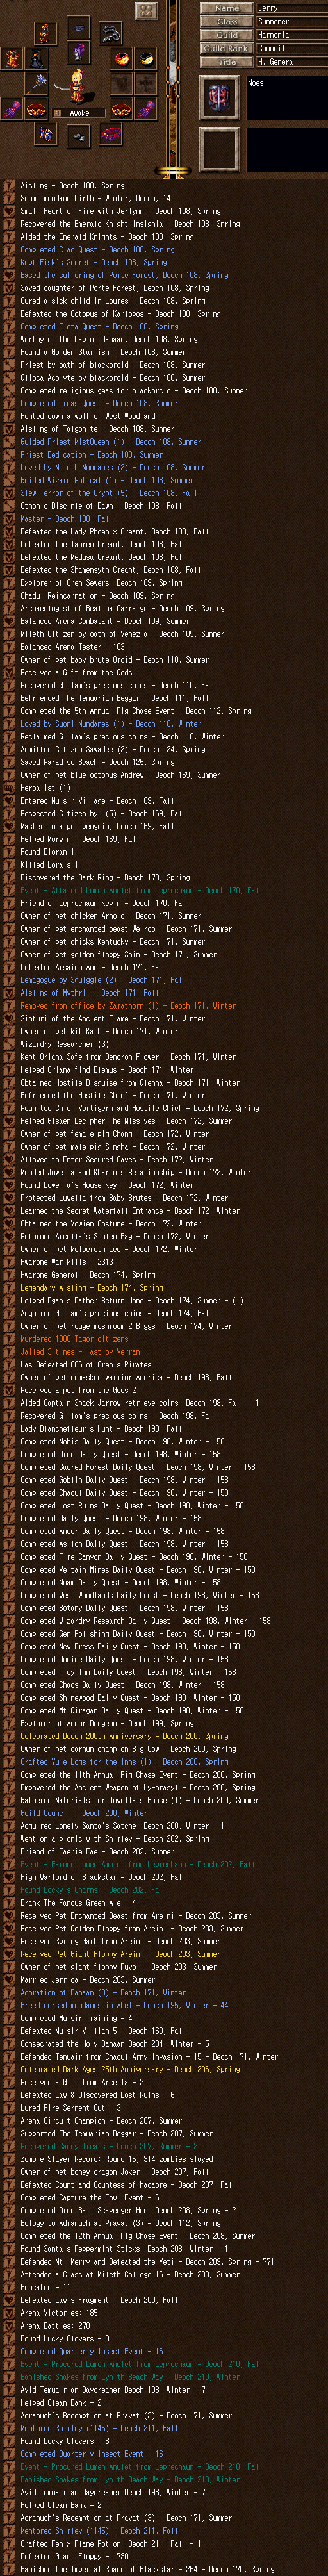 Name Jerry
Class Summoner
Guild Harmonia
Guild Rank Council
Title H. General
Noes
Awake
Aisling - Deoch 108, Spring
Suomi mundane birth - Winter, Deoch, 14
Small Heart of Fire with Jerlynn - Deoch 108, Spring
Recovered the Emerald Knight Insignia - Deoch 108, Spring
Aided the Emerald Knights - Deoch 108, Spring
Completed Ciad Quest - Deoch 108, Spring
Kept Fisk's Secret - Deoch 108, Spring
Eased the suffering of Porte Forest, Deoch 108, Spring
Saved daughter of Porte Forest, Deoch 108, Spring
Cured a sick child in Loures - Deoch 108, Spring
Defeated the Octopus of Karlopos - Deoch 108, Spring
Completed Tiota Quest - Deoch 108, Spring
Worthy of the Cap of Danaan, Deoch 108, Spring
Found a Golden Starfish - Deoch 108, Summer
Priest by oath of blackorcid - Deoch 108, Summer
Glioca Acolyte by blackorcid - Deoch 108, Summer
Completed religious geas for blackorcid - Deoch 108, Summer
Completed Treas Quest - Deoch 108, Summer
Hunted down a wolf of West Woodland
Aisling of Talgonite - Deoch 108, Summer
Guided Priest MistQueen (1) - Deoch 108, Summer
Priest Dedication - Deoch 108, Summer
Loved by Mileth Mundanes (2) - Deoch 108, Summer
Guided Wizard Rotical (1) - Deoch 108, Summer
Slew Terror of the Crypt (5) - Deoch 108, Fall
Cthonic Disciple of Dawn - Deoch 108, Fall
Master - Deoch 108, Fall
Defeated the Lady Phoenix Creant, Deoch 108, Fall
Defeated the Tauren Creant, Deoch 108, Fall
Defeated the Medusa Creant, Deoch 108, Fall
Defeated the Shamensyth Creant, Deoch 108, Fall
Explorer of Oren Sewers, Deoch 109, Spring
Chadul Reincarnation - Deoch 109, Spring
Archaeologist of Beal na Carraige - Deoch 109, Spring
Balanced Arena Combatant - Deoch 109, Summer
Mileth Citizen by oath of Venezia - Deoch 109, Summer
Balanced Arena Tester - 103
Owner of pet baby brute Orcid - Deoch 110, Summer
Received a Gift from the Gods 1
Recovered Gillam's precious coins - Deoch 110, Fall
Befriended The Temuarian Beggar - Deoch 111, Fall
Completed the 5th Annual Pig Chase Event - Deoch 112, Spring
Loved by Suomi Mundanes (1) - Deoch 116, Winter
Reclaimed Gillam's precious coins - Deoch 118, Winter
Admitted Citizen Sawadee (2) - Deoch 124, Spring
Saved Paradise Beach - Deoch 125, Spring
Owner of pet blue octopus Andrew - Deoch 169, Summer
Herbalist (1)
Entered Muisir Village - Deoch 169, Fall
Respected Citizen by  (5) - Deoch 169, Fall
Master to a pet penguin, Deoch 169, Fall
Helped Morwin - Deoch 169, Fall
Found Dioram 1
Killed Lorais 1
Discovered the Dark Ring - Deoch 170, Spring
Event - Attained Lumen Amulet from Leprechaun - Deoch 170, Fall
Friend of Leprechaun Kevin - Deoch 170, Fall
Owner of pet chicken Arnold - Deoch 171, Summer
Owner of pet enchanted beast Weirdo - Deoch 171, Summer
Owner of pet chicks Kentucky - Deoch 171, Summer
Owner of pet golden floppy Shin - Deoch 171, Summer
Defeated Arsaidh Aon - Deoch 171, Fall
Demagogue by Squiggle (2) - Deoch 171, Fall
Aisling of Mythril - Deoch 171, Fall
Removed from office by Zarathorn (1) - Deoch 171, Winter
Sinturi of the Ancient Flame - Deoch 171, Winter
Owner of pet kit Kath - Deoch 171, Winter
Wizardry Researcher (3)
Kept Oriana Safe from Dendron Flower - Deoch 171, Winter
Helped Oriana find Elemus - Deoch 171, Winter
Obtained Hostile Disguise from Glenna - Deoch 171, Winter
Befriended the Hostile Chief - Deoch 171, Winter
Reunited Chief Vortigern and Hostile Chief - Deoch 172, Spring
Helped Gisaem Decipher The Missives - Deoch 172, Summer
Owner of pet female pig Chang - Deoch 172, Winter
Owner of pet male pig Singha - Deoch 172, Winter
Allowed to Enter Secured Caves - Deoch 172, Winter
Mended Jowella and Kharlo's Relationship - Deoch 172, Winter
Found Luwella's House Key - Deoch 172, Winter
Protected Luwella from Baby Brutes - Deoch 172, Winter
Learned the Secret Waterfall Entrance - Deoch 172, Winter
Obtained the Yowien Costume - Deoch 172, Winter
Returned Arcella's Stolen Bag - Deoch 172, Winter
Owner of pet kelberoth Leo - Deoch 172, Winter
Hwarone War kills - 2313
Hwarone General - Deoch 174, Spring
Legendary Aisling - Deoch 174, Spring
Helped Egan's Father Return Home - Deoch 174, Summer - (1)
Acquired Gillam's precious coins - Deoch 174, Fall
Owner of pet rouge mushroom 2 Biggs - Deoch 174, Winter
Murdered 1000 Tagor citizens
Jailed 3 times - last by Verran
Has Defeated 606 of Oren's Pirates
Owner of pet unmasked warrior Andrica - Deoch 198, Fall
Received a pet from the Gods 2
Aided Captain Spack Jarrow retrieve coins  Deoch 198, Fall - 1
Recovered Gillam's precious coins - Deoch 198, Fall
Lady Blanchefleur's Hunt - Deoch 198, Fall
Completed Nobis Daily Quest - Deoch 198, Winter - 158
Completed Oren Daily Quest - Deoch 198, Winter - 158
Completed Sacred Forest Daily Quest - Deoch 198, Winter - 158
Completed Goblin Daily Quest - Deoch 198, Winter - 158
Completed Chadul Daily Quest - Deoch 198, Winter - 158
Completed Lost Ruins Daily Quest - Deoch 198, Winter - 158
Completed Daily Quest - Deoch 198, Winter - 158
Completed Andor Daily Quest - Deoch 198, Winter - 158
Completed Asilon Daily Quest - Deoch 198, Winter - 158
Completed Fire Canyon Daily Quest - Deoch 198, Winter - 158
Completed Veltain Mines Daily Quest - Deoch 198, Winter - 158
Completed Noam Daily Quest - Deoch 198, Winter - 158
Completed West Woodlands Daily Quest - Deoch 198, Winter - 158
Completed Botany Daily Quest - Deoch 198, Winter - 158
Completed Wizardry Research Daily Quest - Deoch 198, Winter - 158
Completed Gem Polishing Daily Quest - Deoch 198, Winter - 158
Completed New Dress Daily Quest - Deoch 198, Winter - 158
Completed Undine Daily Quest - Deoch 198, Winter - 158
Completed Tidy Inn Daily Quest - Deoch 198, Winter - 158
Completed Chaos Daily Quest - Deoch 198, Winter - 158
Completed Shinewood Daily Quest - Deoch 198, Winter - 158
Completed Mt Giragan Daily Quest - Deoch 198, Winter - 158
Explorer of Andor Dungeon - Deoch 199, Spring
Celebrated Deoch 200th Anniversary - Deoch 200, Spring
Owner of pet carnun champion Big Cow - Deoch 200, Spring
Crafted Yule Logs for the Inns (1) - Deoch 200, Spring
Completed the 11th Annual Pig Chase Event - Deoch 200, Spring
Empowered the Ancient Weapon of Hy-brasyl - Deoch 200, Spring
Gathered Materials for Jowella's House (1) - Deoch 200, Summer
Guild Council - Deoch 200, Winter
Acquired Lonely Santa's Satchel Deoch 200, Winter - 1
Went on a picnic with Shirley - Deoch 202, Spring
Friend of Faerie Fae - Deoch 202, Summer
Event - Earned Lumen Amulet from Leprechaun - Deoch 202, Fall
High Warlord of Blackstar - Deoch 202, Fall
Found Lucky's Charms - Deoch 202, Fall
Drank The Famous Green Ale - 4
Received Pet Enchanted Beast from Areini - Deoch 203, Summer
Received Pet Golden Floppy from Areini - Deoch 203, Summer
Received Spring Garb from Areini - Deoch 203, Summer
Received Pet Giant Floppy Areini - Deoch 203, Summer
Owner of pet giant floppy Puyol - Deoch 203, Summer
Married Jerrica - Deoch 203, Summer
Adoration of Danaan (3) - Deoch 171, Winter
Freed cursed mundanes in Abel - Deoch 195, Winter - 44
Completed Muisir Training - 4
Defeated Muisir Villian 5 - Deoch 169, Fall
Consecrated the Holy Danaan Deoch 204, Winter - 5
Defended Temuair from Chadul Army Invasion - 15 - Deoch 171, Winter
Celebrated Dark Ages 25th Anniversary - Deoch 206, Spring
Received a Gift from Arcella - 2
Defeated Law & Discovered Lost Ruins - 6
Lured Fire Serpent Out - 3
Arena Circuit Champion - Deoch 207, Summer
Supported The Temuarian Beggar - Deoch 207, Summer
Recovered Candy Treats - Deoch 207, Summer - 2
Zombie Slayer Record: Round 15, 314 zombies slayed
Owner of pet boney dragon Joker - Deoch 207, Fall
Defeated Count and Countess of Macabre - Deoch 207, Fall
Completed Capture the Fowl Event - 6
Completed Oren Ball Scavenger Hunt Deoch 208, Spring - 2
Eulogy to Adranuch at Pravat (3) - Deoch 112, Spring
Completed the 12th Annual Pig Chase Event - Deoch 208, Summer
Found Santa's Peppermint Sticks  Deoch 208, Winter - 1
Defended Mt. Merry and Defeated the Yeti - Deoch 209, Spring - 771
Attended a Class at Mileth College 16 - Deoch 200, Summer
Educated - 11
Defeated Law's Fragment - Deoch 209, Fall
Arena Victories: 185
Arena Battles: 270
Found Lucky Clovers - 8
Completed Quarterly Insect Event - 16
Event - Procured Lumen Amulet from Leprechaun - Deoch 210, Fall
Banished Snakes from Lynith Beach Way - Deoch 210, Winter
Avid Temuairian Daydreamer Deoch 198, Winter - 7
Helped Clean Bank - 2
Adranuch's Redemption at Pravat (3) - Deoch 171, Summer
Mentored Shirley (1145) - Deoch 211, Fall
Found Lucky Clovers - 8
Completed Quarterly Insect Event - 16
Event - Procured Lumen Amulet from Leprechaun - Deoch 210, Fall
Banished Snakes from Lynith Beach Way - Deoch 210, Winter
Avid Temuairian Daydreamer Deoch 198, Winter - 7
Helped Clean Bank - 2
Adranuch's Redemption at Pravat (3) - Deoch 171, Summer
Mentored Shirley (1145) - Deoch 211, Fall
Crafted Fenix Flame Potion  Deoch 211, Fall - 1
Defeated Giant Floppy - 1730
Banished the Imperial Shade of Blackstar - 264 - Deoch 170, Spring